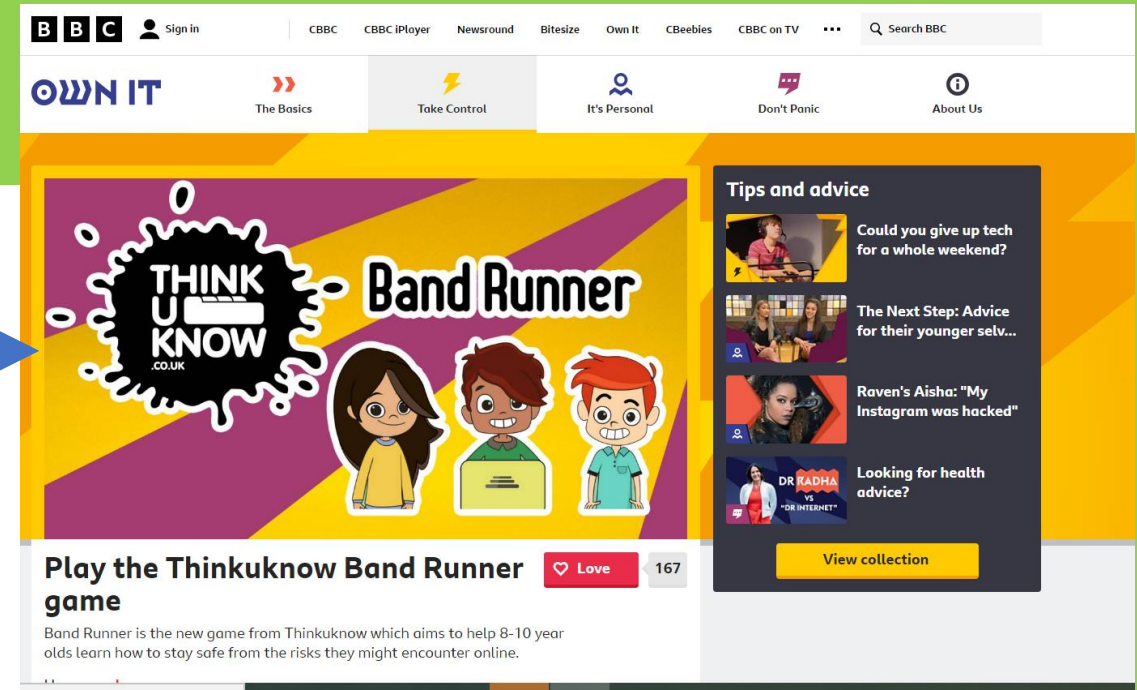 BBC Sign in CBBC CBBC iPlayer Newsround Bitesize Own It CBeebies CBBC on TV ••• Search BBC
OWN IT The Basics Take Control It's Personal Don't Panic About Us
THINK
U
KNOW
.CO.UK
Band Runner
Play the Thinkuknow Band Runner
game
Love 167
Band Runner is the new game from Thinkuknow which aims to help 8-10 year
olds learn how to stay safe from the risks they might encounter online.
Tips and advice
Could you give up tech
for a whole weekend?
The Next Step: Advice
for their younger selv...
Raven's Aisha: "My
Instagram was hacked"
DR RADHA
VS
"DR INTERNET"
Looking for health
advice?
View collection